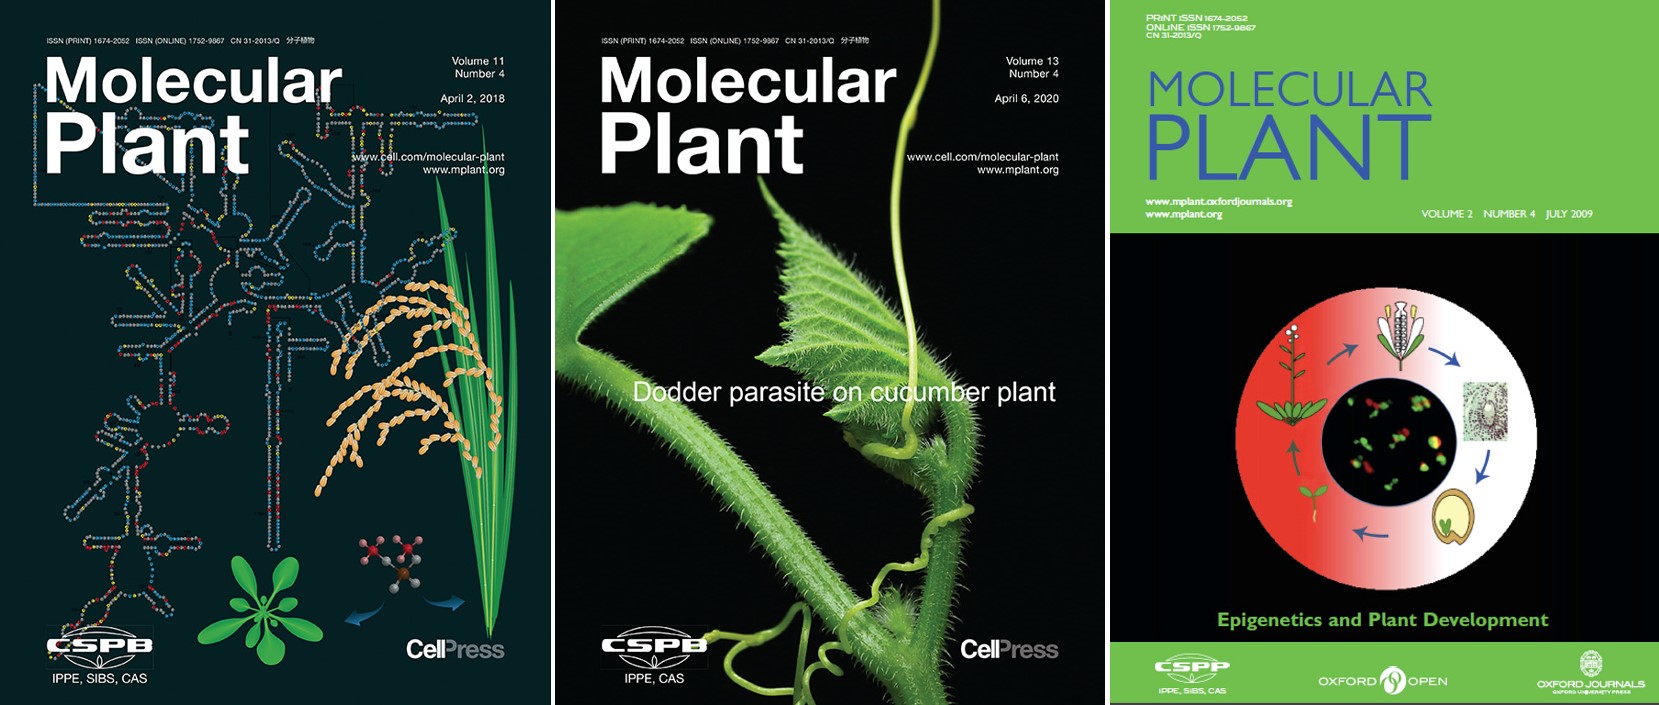 ISSN (PRINT) 1674-2052 ISSN (ONLINE) 1752-9867 CN 31-2013/Q 分子植物
Molecular
Plant
Volume 11
Number 4
April 2, 2018
www.cell.com/molecular-plant
www.mplant.org
CSPB
IPPE, SIBS, CAS
CellPress
ISSN (PRINT) 1674-2052 ISSN (ONLINE) 1752-9867 CN 31-2013/Q 分子植物
Molecular
Plant
Volume 13
Number 4
April 6, 2020
www.cell.com/molecular-plant
www.mplant.org
Dodder parasite on cucumber plant
CSPB
IPPE, CAS
CellPress
PRINT ISSN 1674-2052
ONLINE ISSN 1752-9867
CN 31-2013/Q
MOLECULAR
PLANT
www.mplant.oxfordjournals.org
www.mplant.org
VOLUME 2 NUMBER 4 JULY 2009
Epigenetics and Plant Development
CSPP
IPPE, SIBS, CAS
OXFORD OPEN
OXFORD JOURNALS
OXFORD UNIVERSITY PRESS